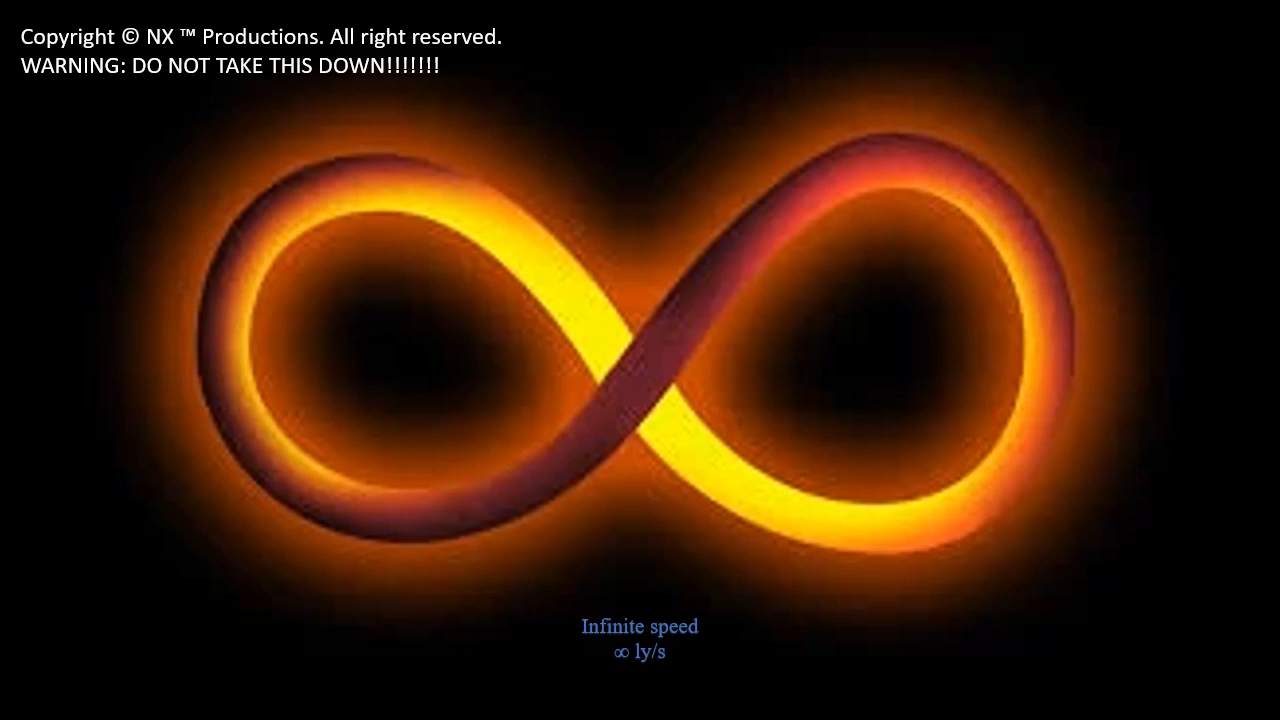 Copyright © NX ™ Productions. All right reserved.
WARNING: DO NOT TAKE THIS DOWN!!!!!!!
Infinite speed
∞ ly/s